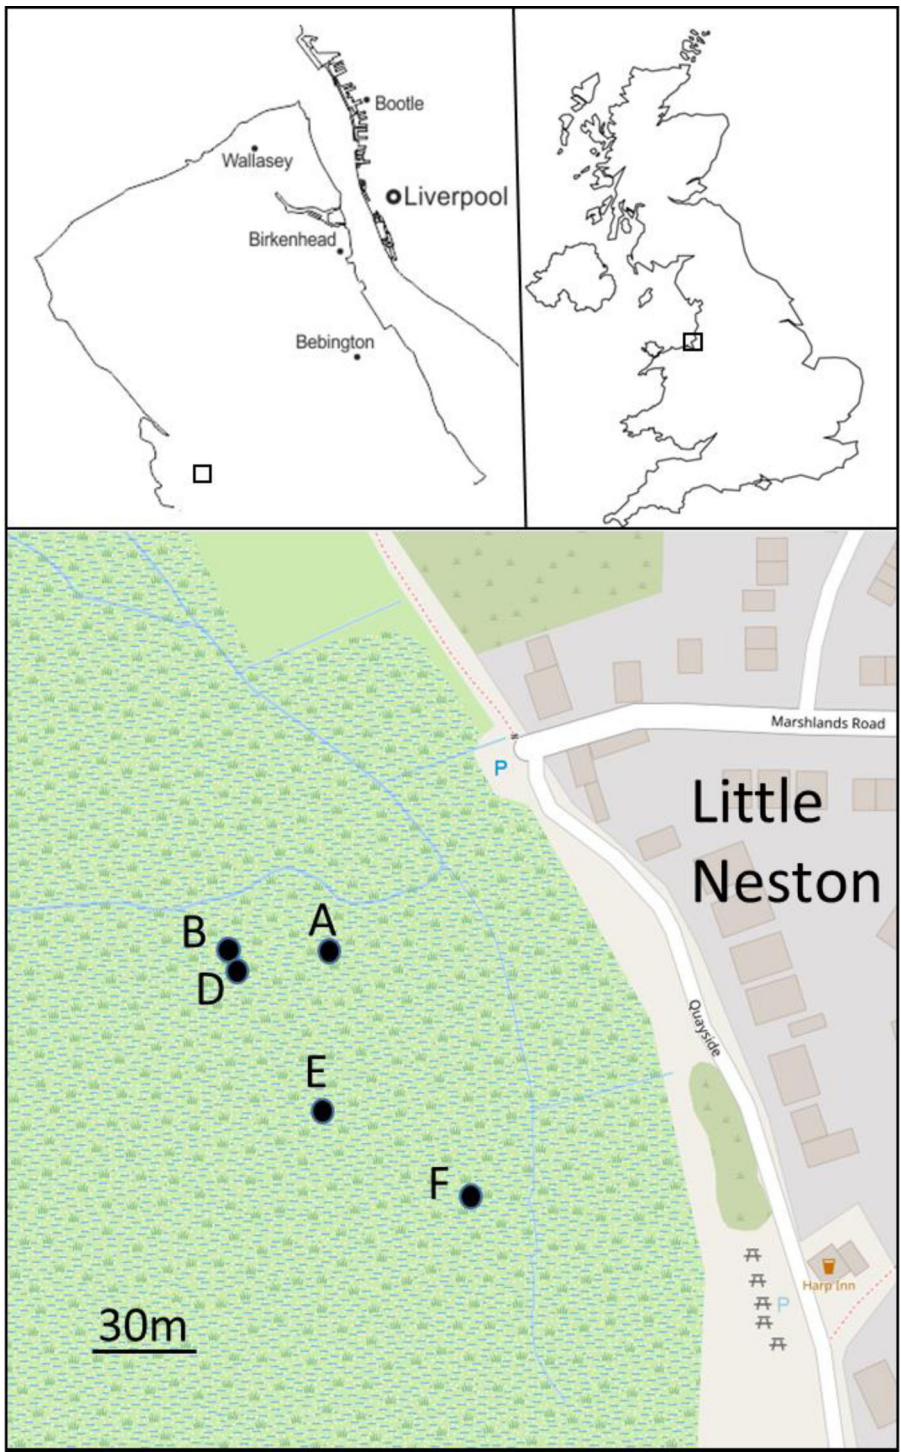 Bootle
Wallasey
Liverpool
Birkenhead
Bebington
Marshlands Road
P
Little
Neston
B
A
D
Quayside
E
F
Harp Inn
P
30m